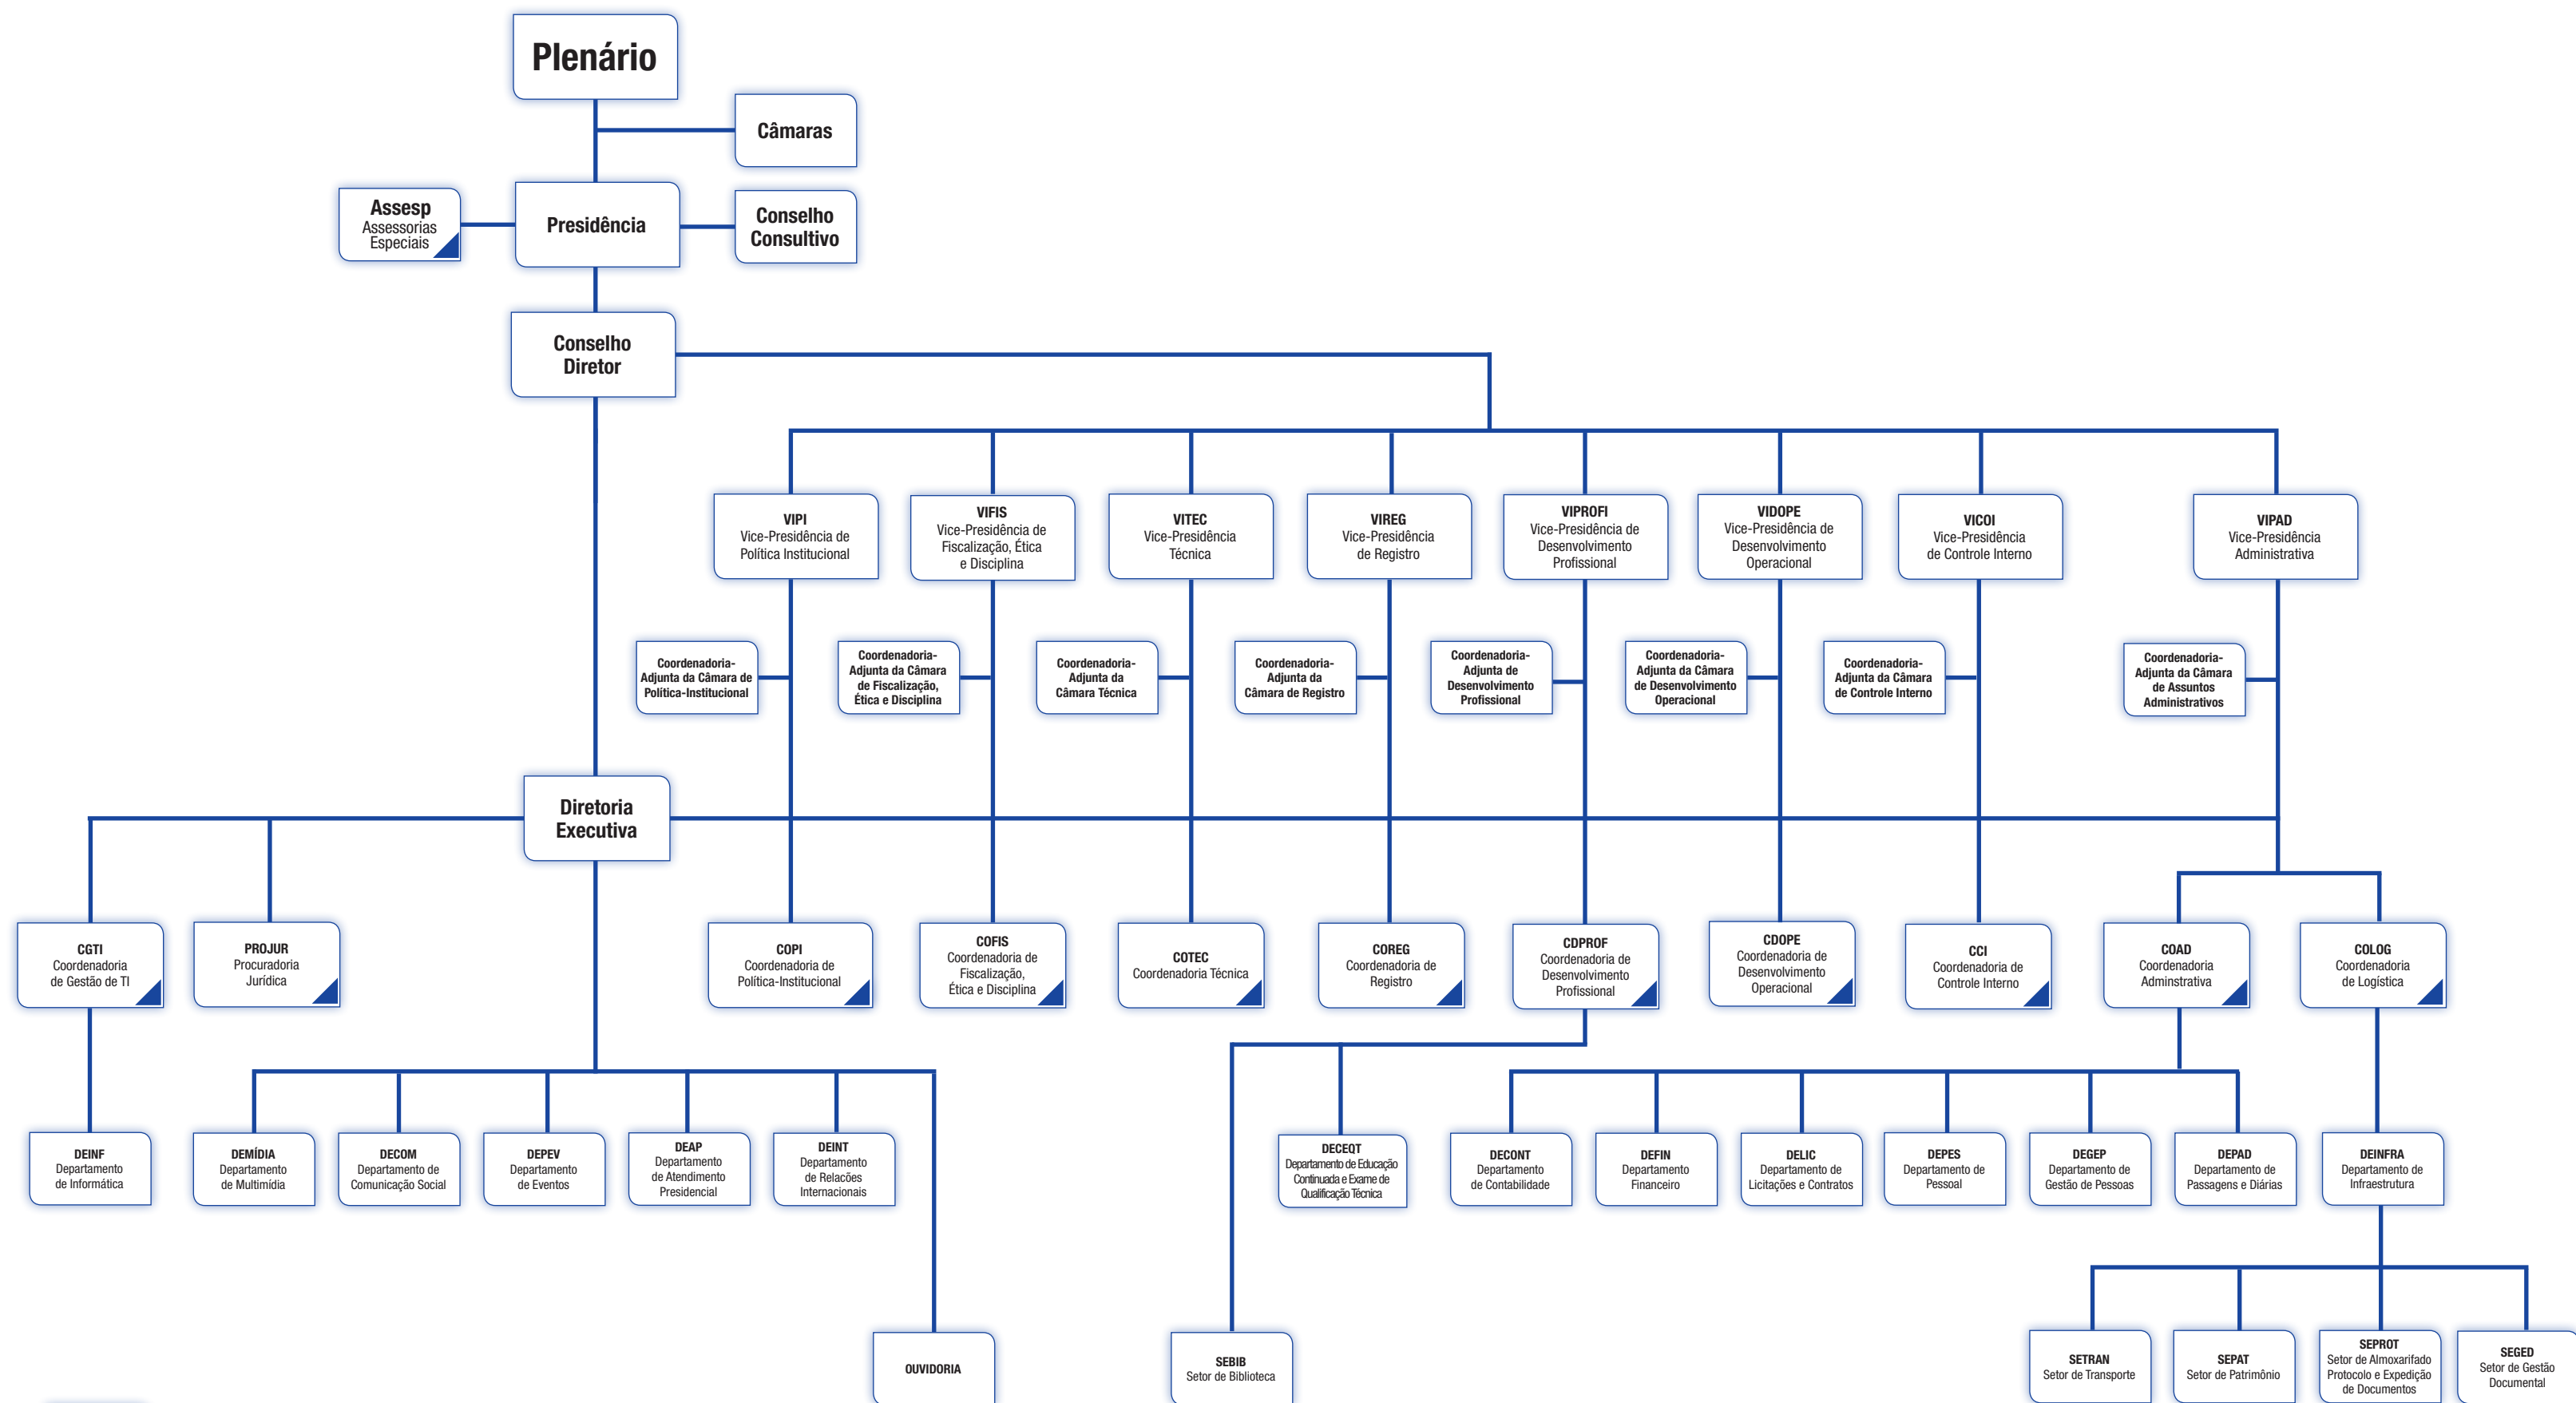 Plenário
Câmaras
Assesp
Assessorias
Especiais
Presidência
Conselho
Consultivo
Conselho
Diretor
VIPI
Vice-Presidência de
Política Institucional
VIFIS
Vice-Presidência de
Fiscalização, Ética
e Disciplina
VITEC
Vice-Presidência
Técnica
VIREG
Vice-Presidência
de Registro
VIPROFI
Vice-Presidência de
Desenvolvimento
Profissional
VIDOPE
Vice-Presidência de
Desenvolvimento
Operacional
VICOI
Vice-Presidência
de Controle Interno
VIPAD
Vice-Presidência
Administrativa
Coordenadoria-
Adjunta da Câmara de
Política-Institucional
Coordenadoria-
Adjunta da Câmara
de Fiscalização,
Ética e Disciplina
Coordenadoria-
Adjunta da
Câmara Técnica
Coordenadoria-
Adjunta da
Câmara de Registro
Coordenadoria-
Adjunta de
Desenvolvimento
Profissional
Coordenadoria-
Adjunta da Câmara
de Desenvolvimento
Operacional
Coordenadoria-
Adjunta da Câmara
de Controle Interno
Coordenadoria-
Adjunta da Câmara
de Assuntos
Administrativos
Diretoria
Executiva
CGTI
Coordenadoria
de Gestão de TI
PROJUR
Procuradoria
Jurídica
COPI
Coordenadoria de
Política-Institucional
COFIS
Coordenadoria de
Fiscalização,
Ética e Disciplina
COTEC
Coordenadoria Técnica
COREG
Coordenadoria de
Registro
CDPROF
Coordenadoria de
Desenvolvimento
Profissional
CDOPE
Coordenadoria de
Desenvolvimento
Operacional
CCI
Coordenadoria de
Controle Interno
COAD
Coordenadoria
Adminstrativa
COLOG
Coordenadoria
de Logística
DEINF
Departamento
de Informática
DEMÍDIA
Departamento
de Multimídia
DECOM
Departamento de
Comunicação Social
DEPEV
Departamento
de Eventos
DEAP
Departamento
de Atendimento
Presidencial
DEINT
Departamento
de Relacões
Internacionais
DECEQT
Departamento de Educação
Continuada e Exame de
Qualificação Técnica
DECONT
Departamento
de Contabilidade
DEFIN
Departamento
Financeiro
DELIC
Departamento de
Licitações e Contratos
DEPES
Departamento de
Pessoal
DEGEP
Departamento de
Gestão de Pessoas
DEPAD
Departamento de
Passagens e Diárias
DEINFRA
Departamento de
Infraestrutura
OUVIDORIA
SEBIB
Setor de Biblioteca
SETRAN
Setor de Transporte
SEPAT
Setor de Patrimônio
SEPROT
Setor de Almoxarifado
Protocolo e Expedição
de Documentos
SEGED
Setor de Gestão
Documental